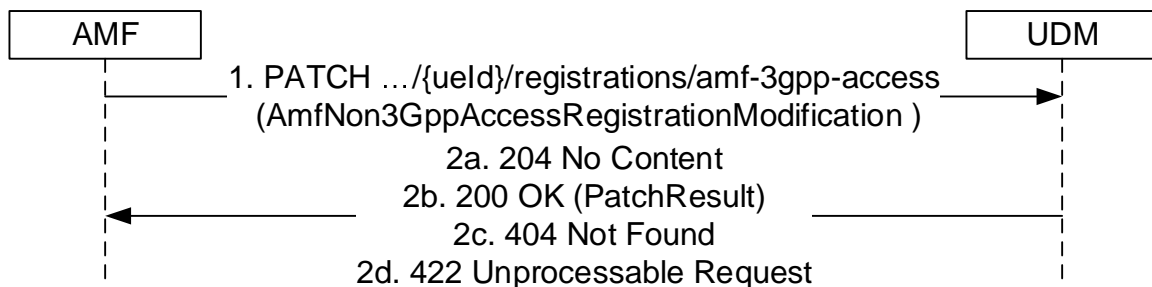 AMF
UDM
1. PATCH …/{ueId}/registrations/amf-3gpp-access
(AmfNon3GppAccessRegistrationModification )
2a. 204 No Content
2b. 200 OK (PatchResult)
2c. 404 Not Found
2d. 422 Unprocessable Request